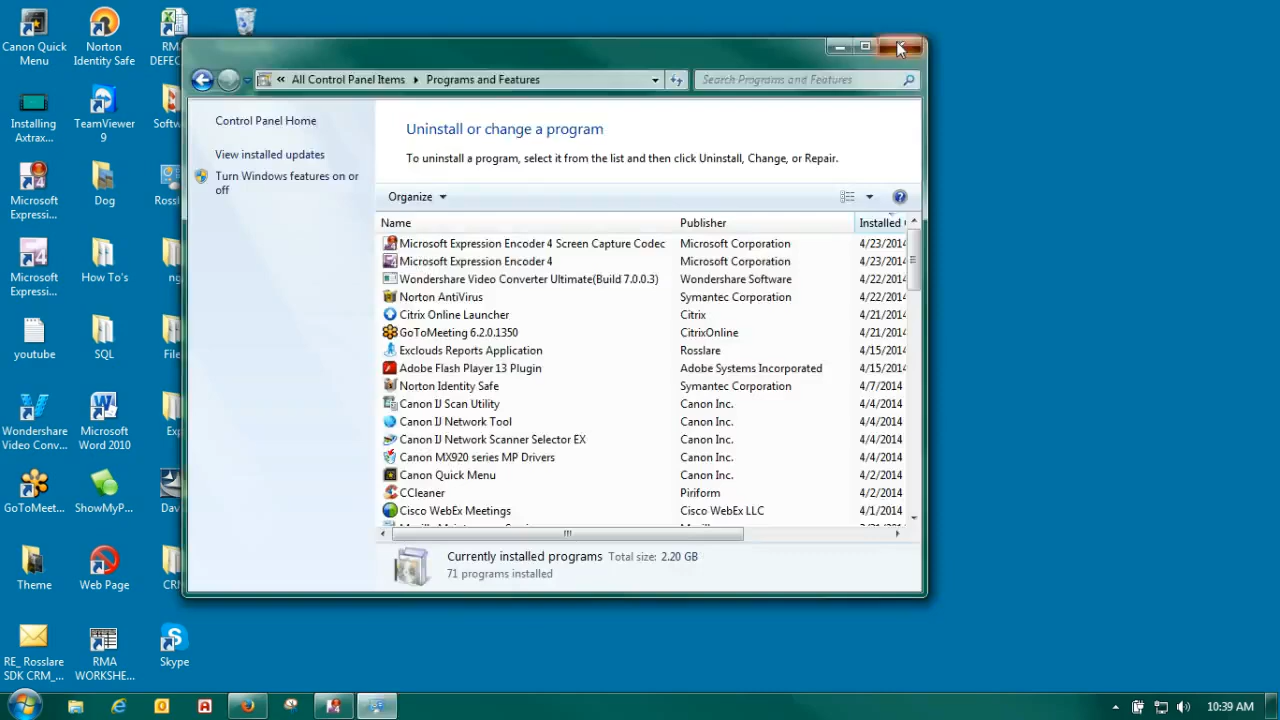 Canon Quick
Menu
Norton
Identity Safe
RM
DEFEC
Installing
Axtrax...
TeamViewer
9
Softw
Microsoft
Expressi...
Dog
Rossl
Microsoft
Expressi...
How To's
ng
youtube
SQL
File
Wondershare
Video Conv...
Microsoft
Word 2010
Exp
GoToMeet...
ShowMyP...
Dav
Theme
Web Page
CR
RE_ Rosslare
SDK CRM_...
RMA
WORKSHE...
Skype
« All Control Panel Items
Programs and Features
Search Programs and Features
Control Panel Home
View installed updates
Turn Windows features on or
off
Uninstall or change a program
To uninstall a program, select it from the list and then click Uninstall, Change, or Repair.
Organize
Name Publisher Installed
Microsoft Expression Encoder 4 Screen Capture Codec Microsoft Corporation 4/23/2014
Microsoft Expression Encoder 4 Microsoft Corporation 4/23/2014
Wondershare Video Converter Ultimate(Build 7.0.0.3) Wondershare Software 4/22/2014
Norton AntiVirus Symantec Corporation 4/22/2014
Citrix Online Launcher Citrix 4/21/2014
GoToMeeting 6.2.0.1350 CitrixOnline 4/21/2014
Exclouds Reports Application Rosslare 4/15/2014
Adobe Flash Player 13 Plugin Adobe Systems Incorporated 4/15/2014
Norton Identity Safe Symantec Corporation 4/7/2014
Canon IJ Scan Utility Canon Inc. 4/4/2014
Canon IJ Network Tool Canon Inc. 4/4/2014
Canon IJ Network Scanner Selector EX Canon Inc. 4/4/2014
Canon MX920 series MP Drivers Canon Inc. 4/4/2014
Canon Quick Menu Canon Inc. 4/2/2014
CCleaner Piriform 4/2/2014
Cisco WebEx Meetings Cisco WebEx LLC 4/1/2014
Currently installed programs Total size: 2.20 GB
71 programs installed
10:39 AM